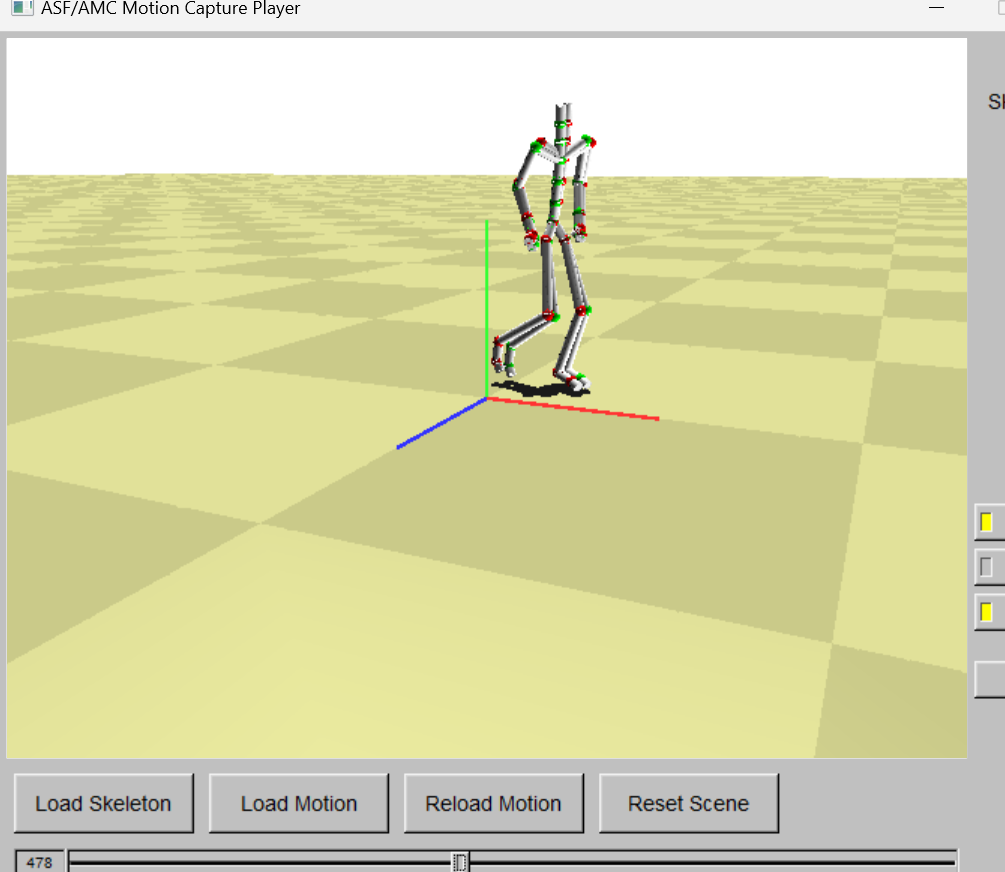 ASF/AMC Motion Capture Player
Load Skeleton
Load Motion
Reload Motion
Reset Scene
478